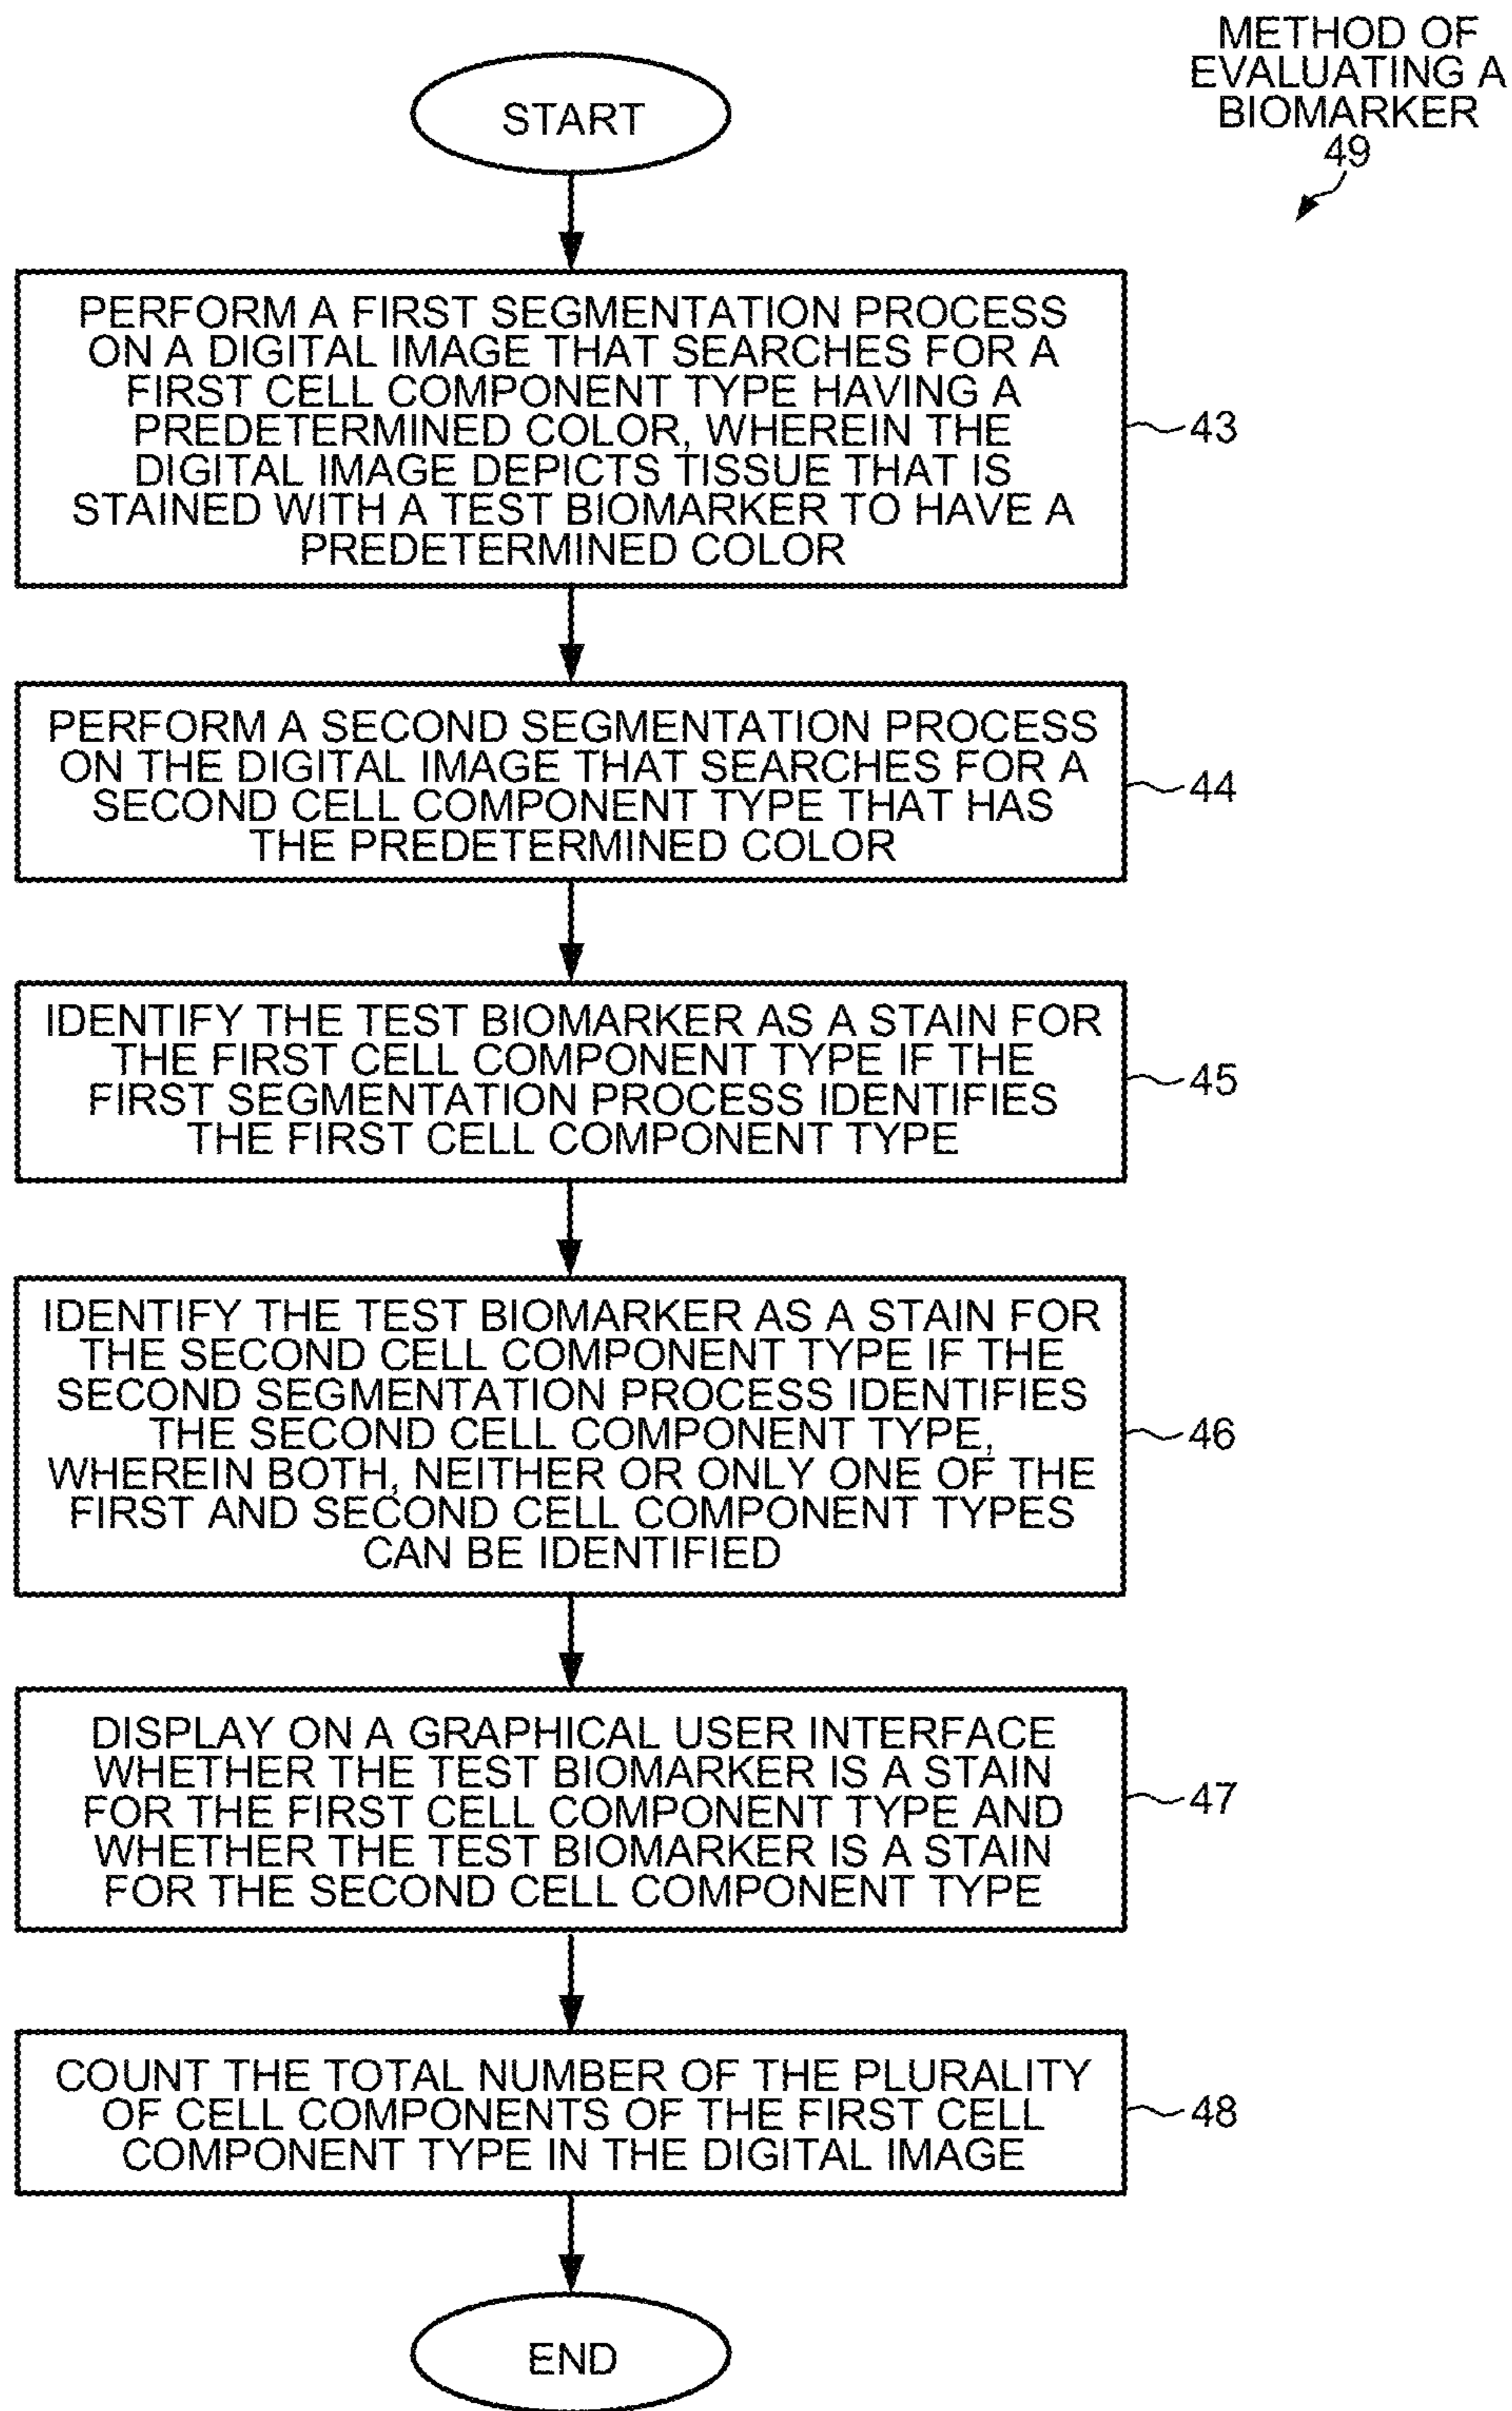 METHOD OF
EVALUATING A
BIOMARKER
49
START
PERFORM A FIRST SEGMENTATION PROCESS
ON A DIGITAL IMAGE THAT SEARCHES FOR A
FIRST CELL COMPONENT TYPE HAVING A
PREDETERMINED COLOR, WHEREIN THE
DIGITAL IMAGE DEPICTS TISSUE THAT IS
STAINED WITH A TEST BIOMARKER TO HAVE A
PREDETERMINED COLOR
43
PERFORM A SECOND SEGMENTATION PROCESS
ON THE DIGITAL IMAGE THAT SEARCHES FOR A
SECOND CELL COMPONENT TYPE THAT HAS
THE PREDETERMINED COLOR
44
IDENTIFY THE TEST BIOMARKER AS A STAIN FOR
THE FIRST CELL COMPONENT TYPE IF THE
FIRST SEGMENTATION PROCESS IDENTIFIES
THE FIRST CELL COMPONENT TYPE
45
IDENTIFY THE TEST BIOMARKER AS A STAIN FOR
THE SECOND CELL COMPONENT TYPE IF THE
SECOND SEGMENTATION PROCESS IDENTIFIES
THE SECOND CELL COMPONENT TYPE,
WHEREIN BOTH, NEITHER OR ONLY ONE OF THE
FIRST AND SECOND CELL COMPONENT TYPES
CAN BE IDENTIFIED
46
DISPLAY ON A GRAPHICAL USER INTERFACE
WHETHER THE TEST BIOMARKER IS A STAIN
FOR THE FIRST CELL COMPONENT TYPE AND
WHETHER THE TEST BIOMARKER IS A STAIN
FOR THE SECOND CELL COMPONENT TYPE
47
COUNT THE TOTAL NUMBER OF THE PLURALITY
OF CELL COMPONENTS OF THE FIRST CELL
COMPONENT TYPE IN THE DIGITAL IMAGE
48
END